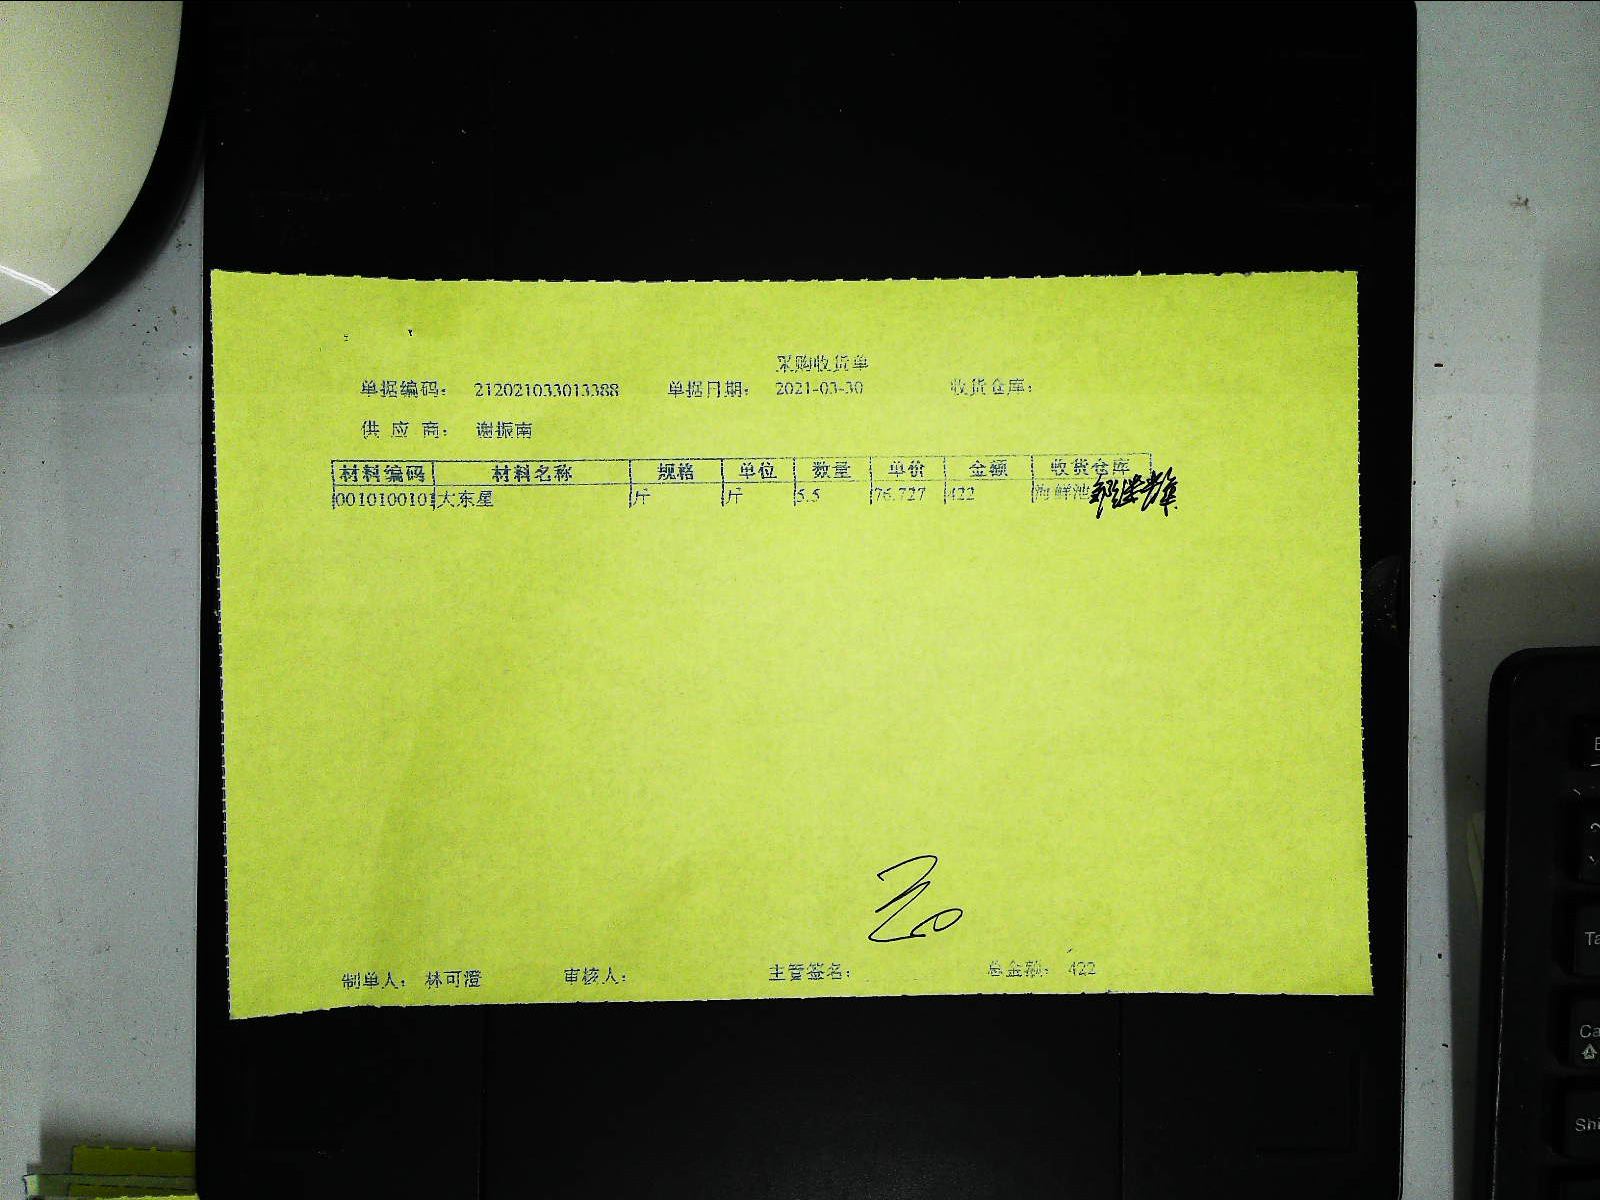 采购收货单
单据编码： 212021033013388 单据日期： 2021-03-30 收货仓库：
供 应 商： 谢振南
材料编码 材料名称 规格 单位 数量 单价 金额 收货仓库
0010100101 大东星 斤 斤 5.5 76.727 422 海鲜池
制单人： 林可澄 审核人： 主管签名： 总金额： 422